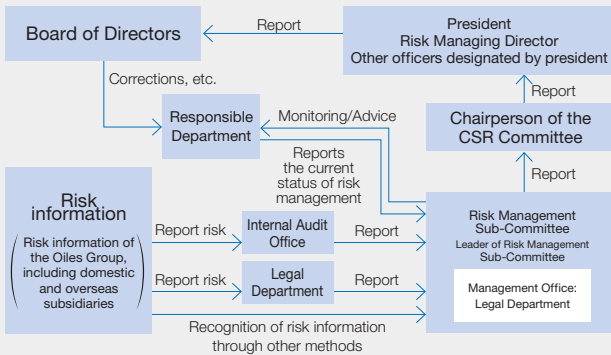 Board of Directors
Report
President
Risk Managing Director
Other officers designated by president
Corrections, etc.
Report
Responsible
Department
Monitoring/Advice
Chairperson of the
CSR Committee
Reports
the current
status of risk
management
Report
Risk
information
(Risk information of
the Oiles Group,
including domestic
and overseas
subsidiaries)
Report risk
Internal Audit
Office
Report
Report risk
Legal
Department
Report
Risk Management
Sub-Committee
Leader of Risk Management
Sub-Committee
Management Office:
Legal Department
Recognition of risk information
through other methods